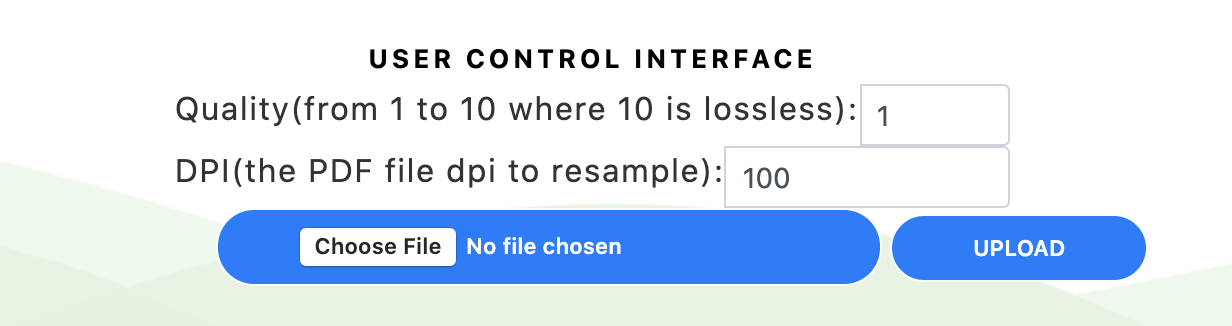 USER CONTROL INTERFACE
Quality(from 1 to 10 where 10 is lossless): 1
DPI(the PDF file dpi to resample): 100
Choose File No file chosen UPLOAD